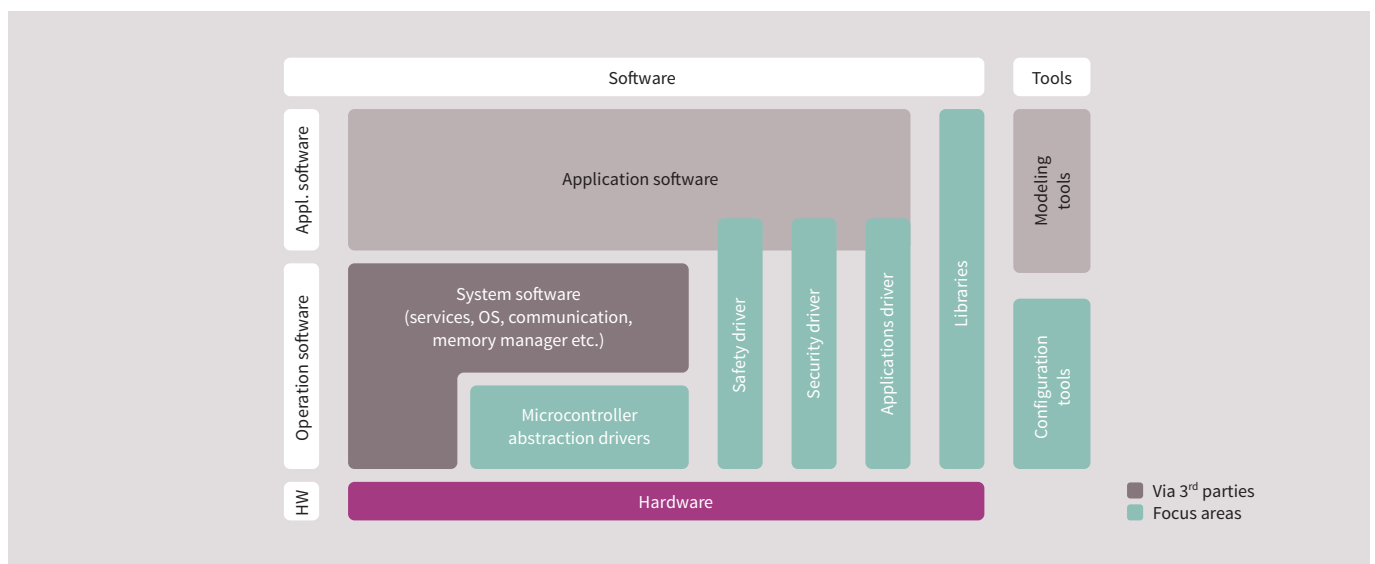 Software
Tools
Appl. software
Application software
Modeling
tools
Operation software
System software
(services, OS, communication,
memory manager etc.)
Microcontroller
abstraction drivers
Safety driver
Security driver
Applications driver
Libraries
Configuration
tools
HW
Hardware
Via 3rd parties
Focus areas